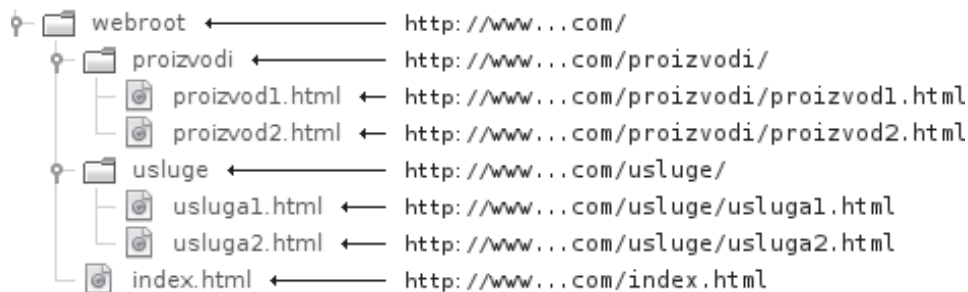 webroot http://www...com/
proizvodi http://www...com/proizvodi/
proizvod1.html http://www...com/proizvodi/proizvod1.html
proizvod2.html http://www...com/proizvodi/proizvod2.html
usluge http://www...com/usluge/
usluga1.html http://www...com/usluge/usluga1.html
usluga2.html http://www...com/usluge/usluga2.html
index.html http://www...com/index.html